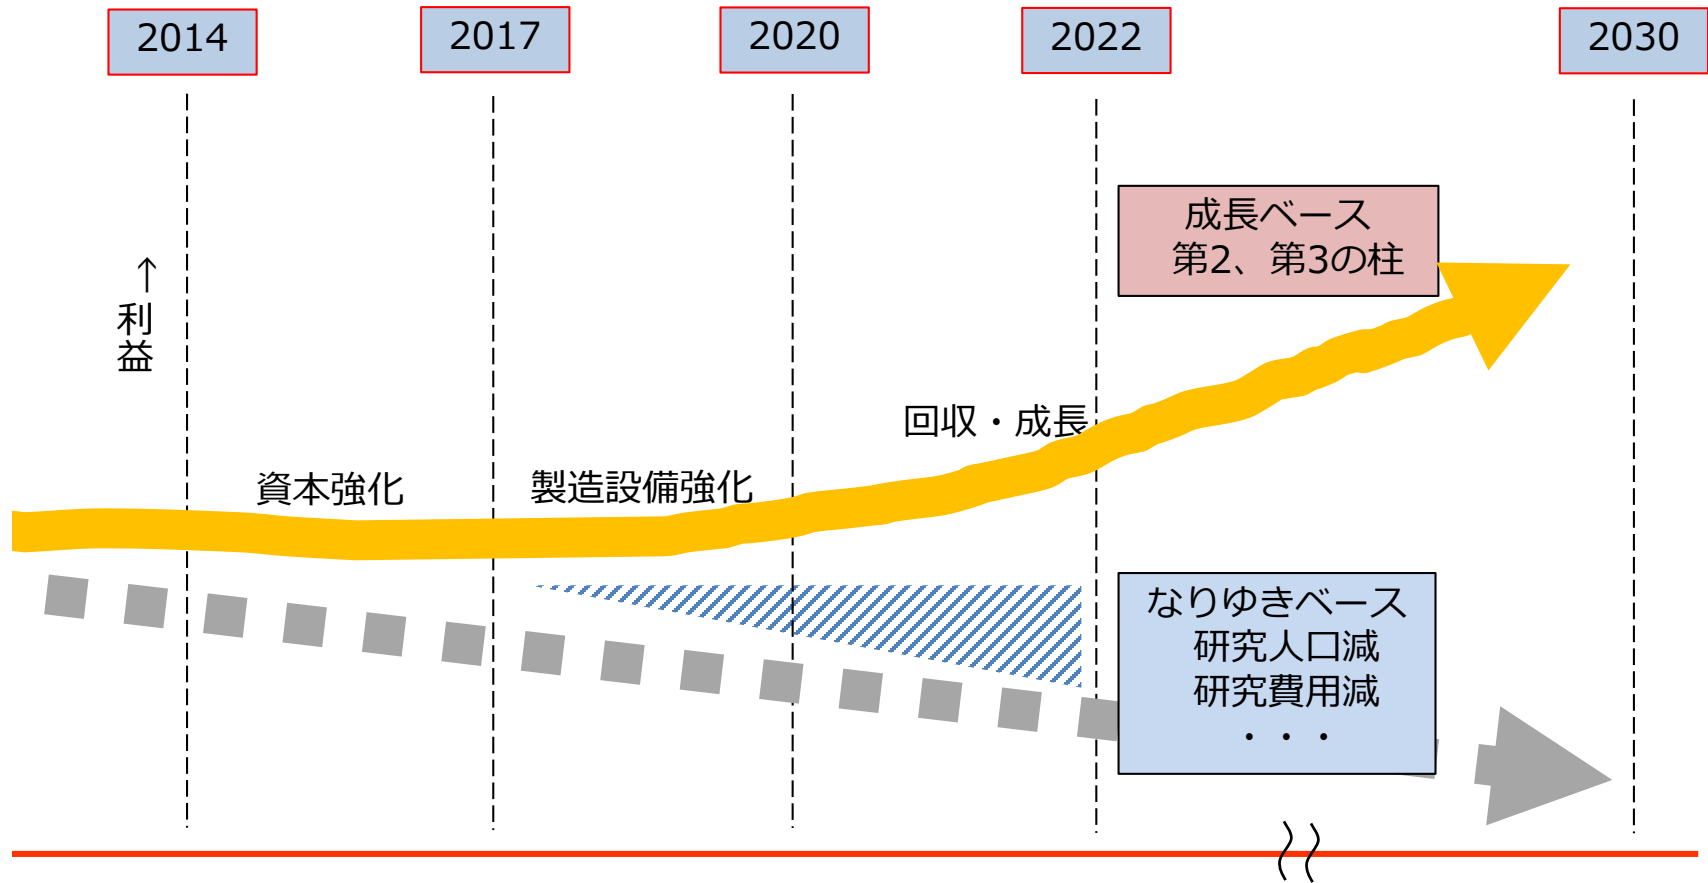 2014
2017
2020
2022
2030
成長ベース
第2、第3の柱
↑利益
回収・成長
資本強化
製造設備強化
なりゆきベース
研究人口減
研究費用減
・・・